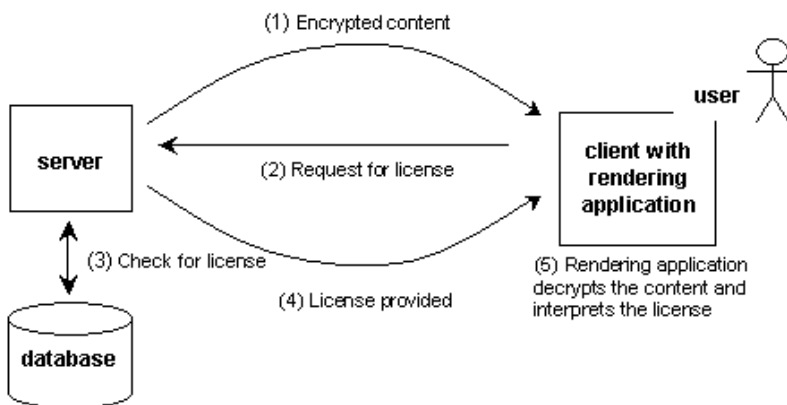 (1) Encrypted content
user
server
(2) Request for license
client with
rendering
application
(3) Check for license
(4) License provided
(5) Rendering application
decrypts the content and
interprets the license
database